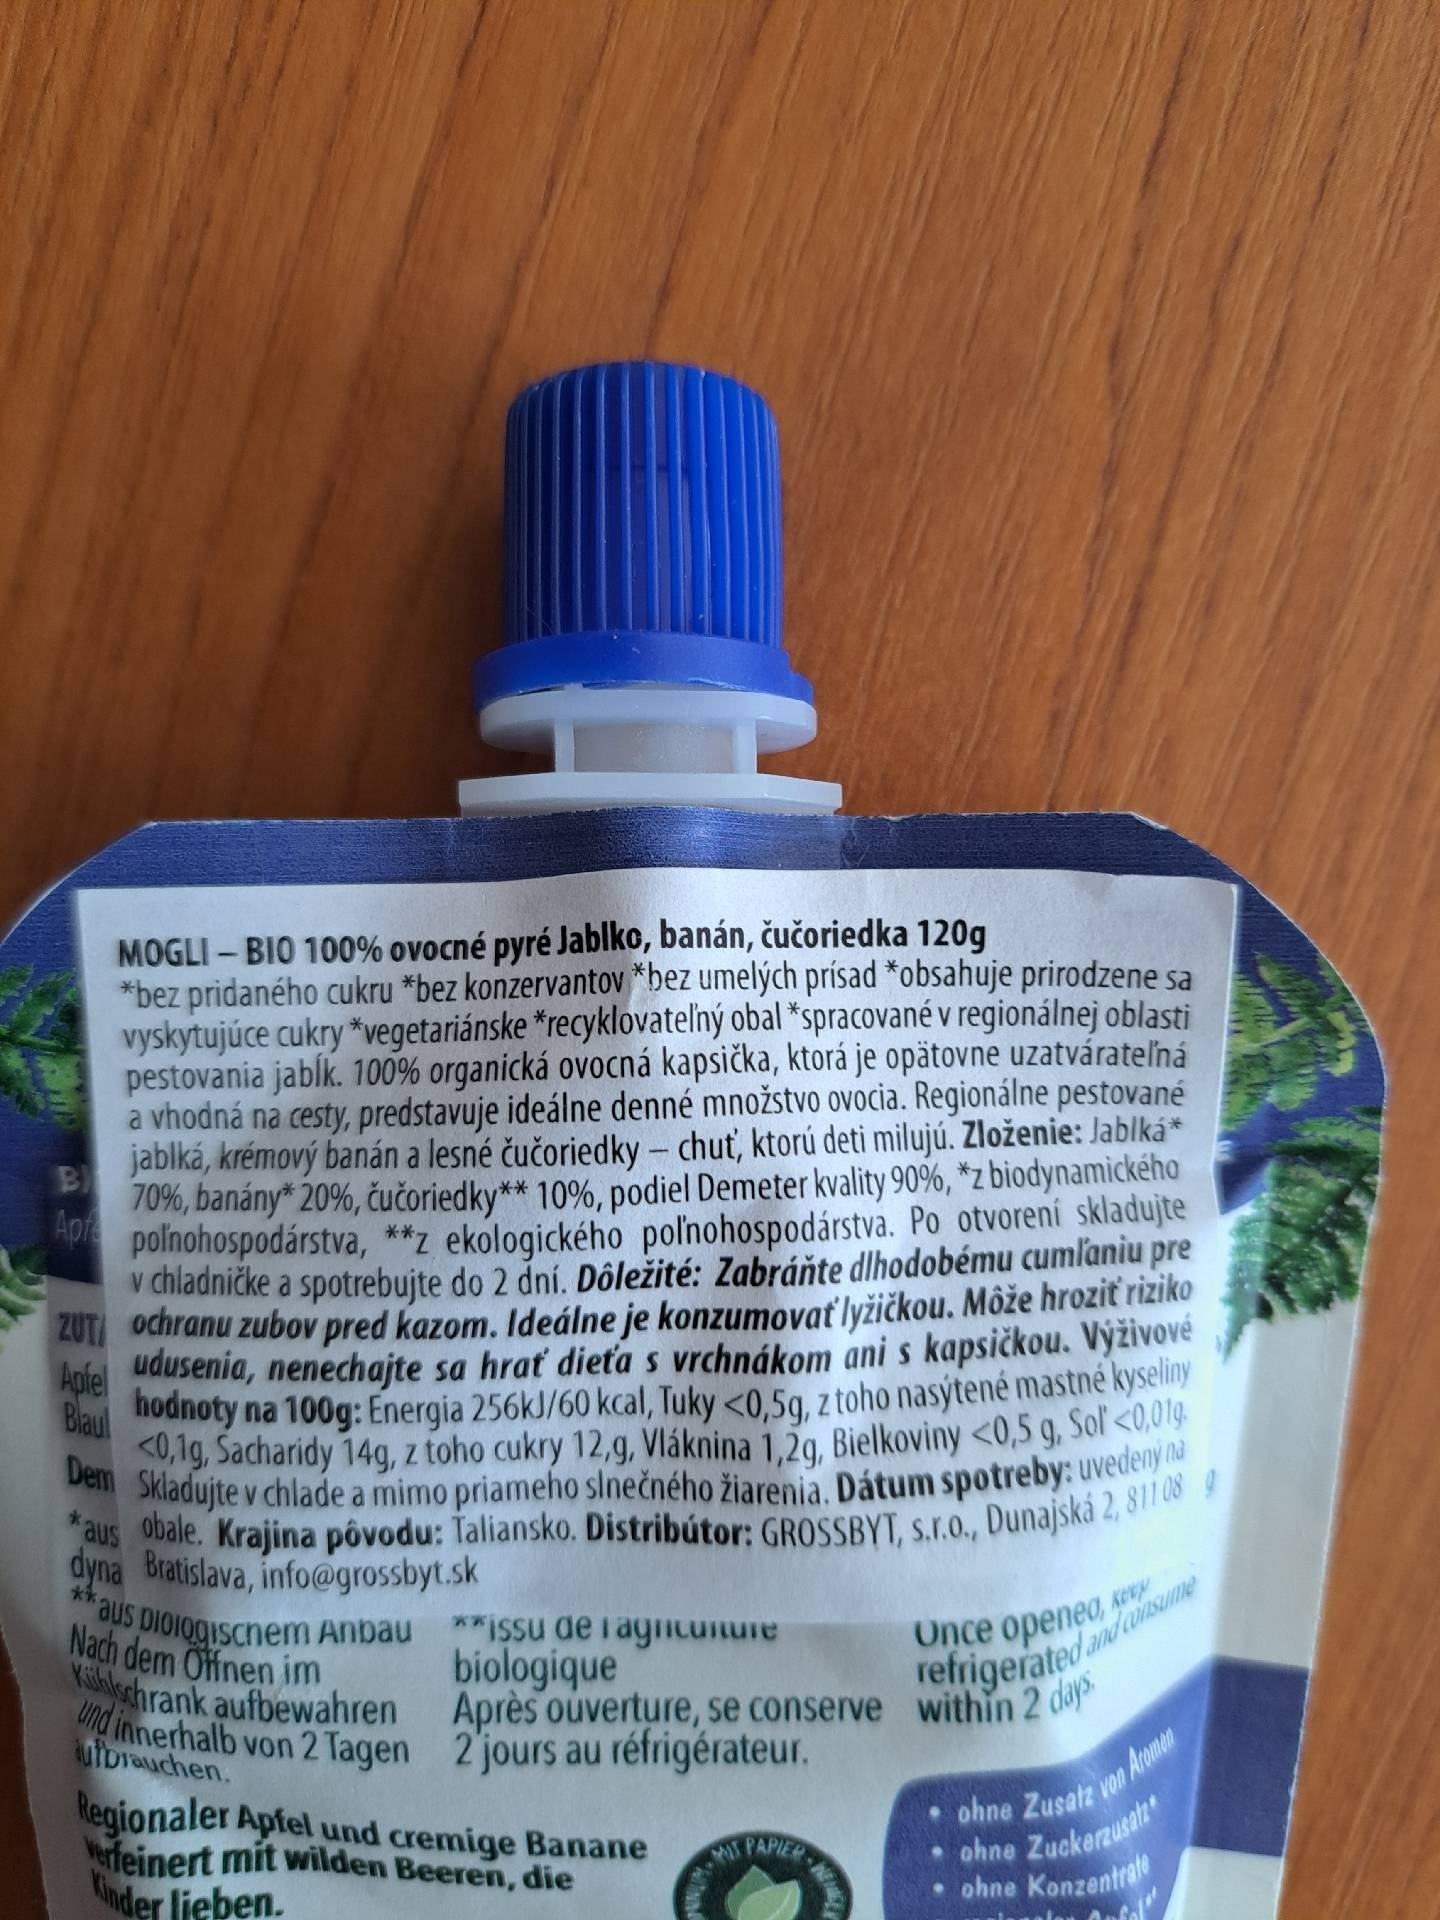 MOGLI – BIO 100% ovocné pyré Jablko, banán, čučoriedka 120g
*bez pridaného cukru *bez konzervantov *bez umelých prísad *obsahuje prirodzene sa
vyskytujúce cukry *vegetariánske *recyklovateľný obal *spracované v regionálnej oblasti
pestovania jabĺk. 100% organická ovocná kapsička, ktorá je opätovne uzatvárateľná
a vhodná na cesty, predstavuje ideálne denné množstvo ovocia. Regionálne pestované
jablká, krémový banán a lesné čučoriedky – chuť, ktorú deti milujú. Zloženie: Jablká*
70%, banány* 20%, čučoriedky** 10%, podiel Demeter kvality 90%, *z biodynamického
poľnohospodárstva, **z ekologického poľnohospodárstva. Po otvorení skladujte
v chladničke a spotrebujte do 2 dní. Dôležité: Zabráňte dlhodobému cumľaniu pre
ochranu zubov pred kazom. Ideálne je konzumovať lyžičkou. Môže hroziť riziko
udusenia, nenechajte sa hrať dieťa s vrchnákom ani s kapsičkou. Výživové
hodnoty na 100g: Energia 256kJ/60 kcal, Tuky <0,5g, z toho nasýtené mastné kyseliny
<0,1g, Sacharidy 14g, z toho cukry 12,g, Vláknina 1,2g, Bielkoviny <0,5 g, Soľ <0,01g.
Skladujte v chlade a mimo priameho slnečného žiarenia. Dátum spotreby: uvedený na
obale. Krajina pôvodu: Taliansko. Distribútor: GROSSBYT, s.r.o., Dunajská 2, 811 08
Bratislava, info@grossbyt.sk
BI
Apfe
ZUTA
Apfel
Blaub
Dem
*aus
dyna
**aus biologischem Anbau
Nach dem Öffnen im
Kühlschrank aufbewahren
und innerhalb von 2 Tagen
aufbrauchen.
**issu de l'agriculture
biologique
Après ouverture, se conserve
2 jours au réfrigérateur.
Once opened, keep
refrigerated and consume
within 2 days.
Regionaler Apfel und cremige Banane
verfeinert mit wilden Beeren, die
Kinder lieben.
MIT PAPIER
• ohne Zusatz von Aromen
• ohne Zuckerzusatz*
• ohne Konzentrate